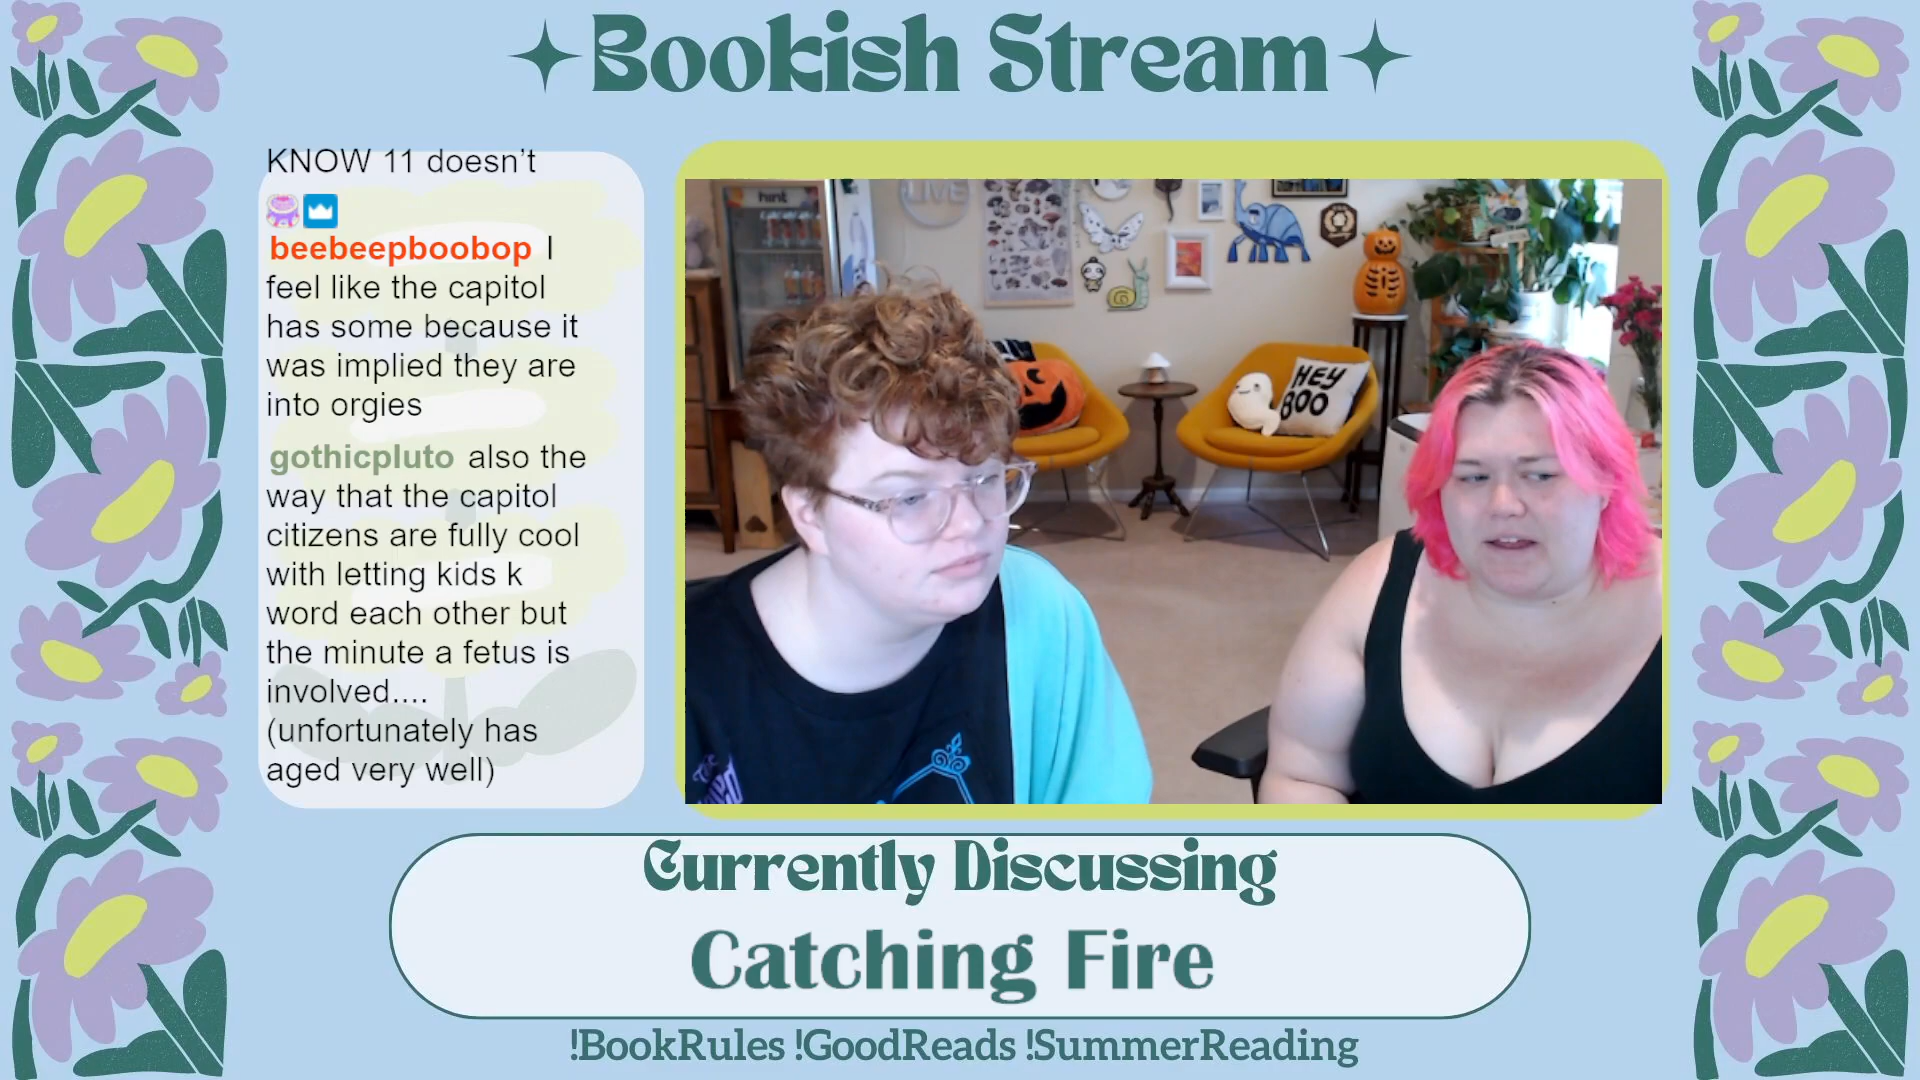 Bookish Stream
KNOW 11 doesn't
beebeepboobop I
feel like the capitol
has some because it
was implied they are
into orgies
gothicpluto also the
way that the capitol
citizens are fully cool
with letting kids k
word each other but
the minute a fetus is
involved....
(unfortunately has
aged very well)
hint
LIVE
HEY
BOO
The
Currently Discussing
Catching Fire
!BookRules !GoodReads !SummerReading